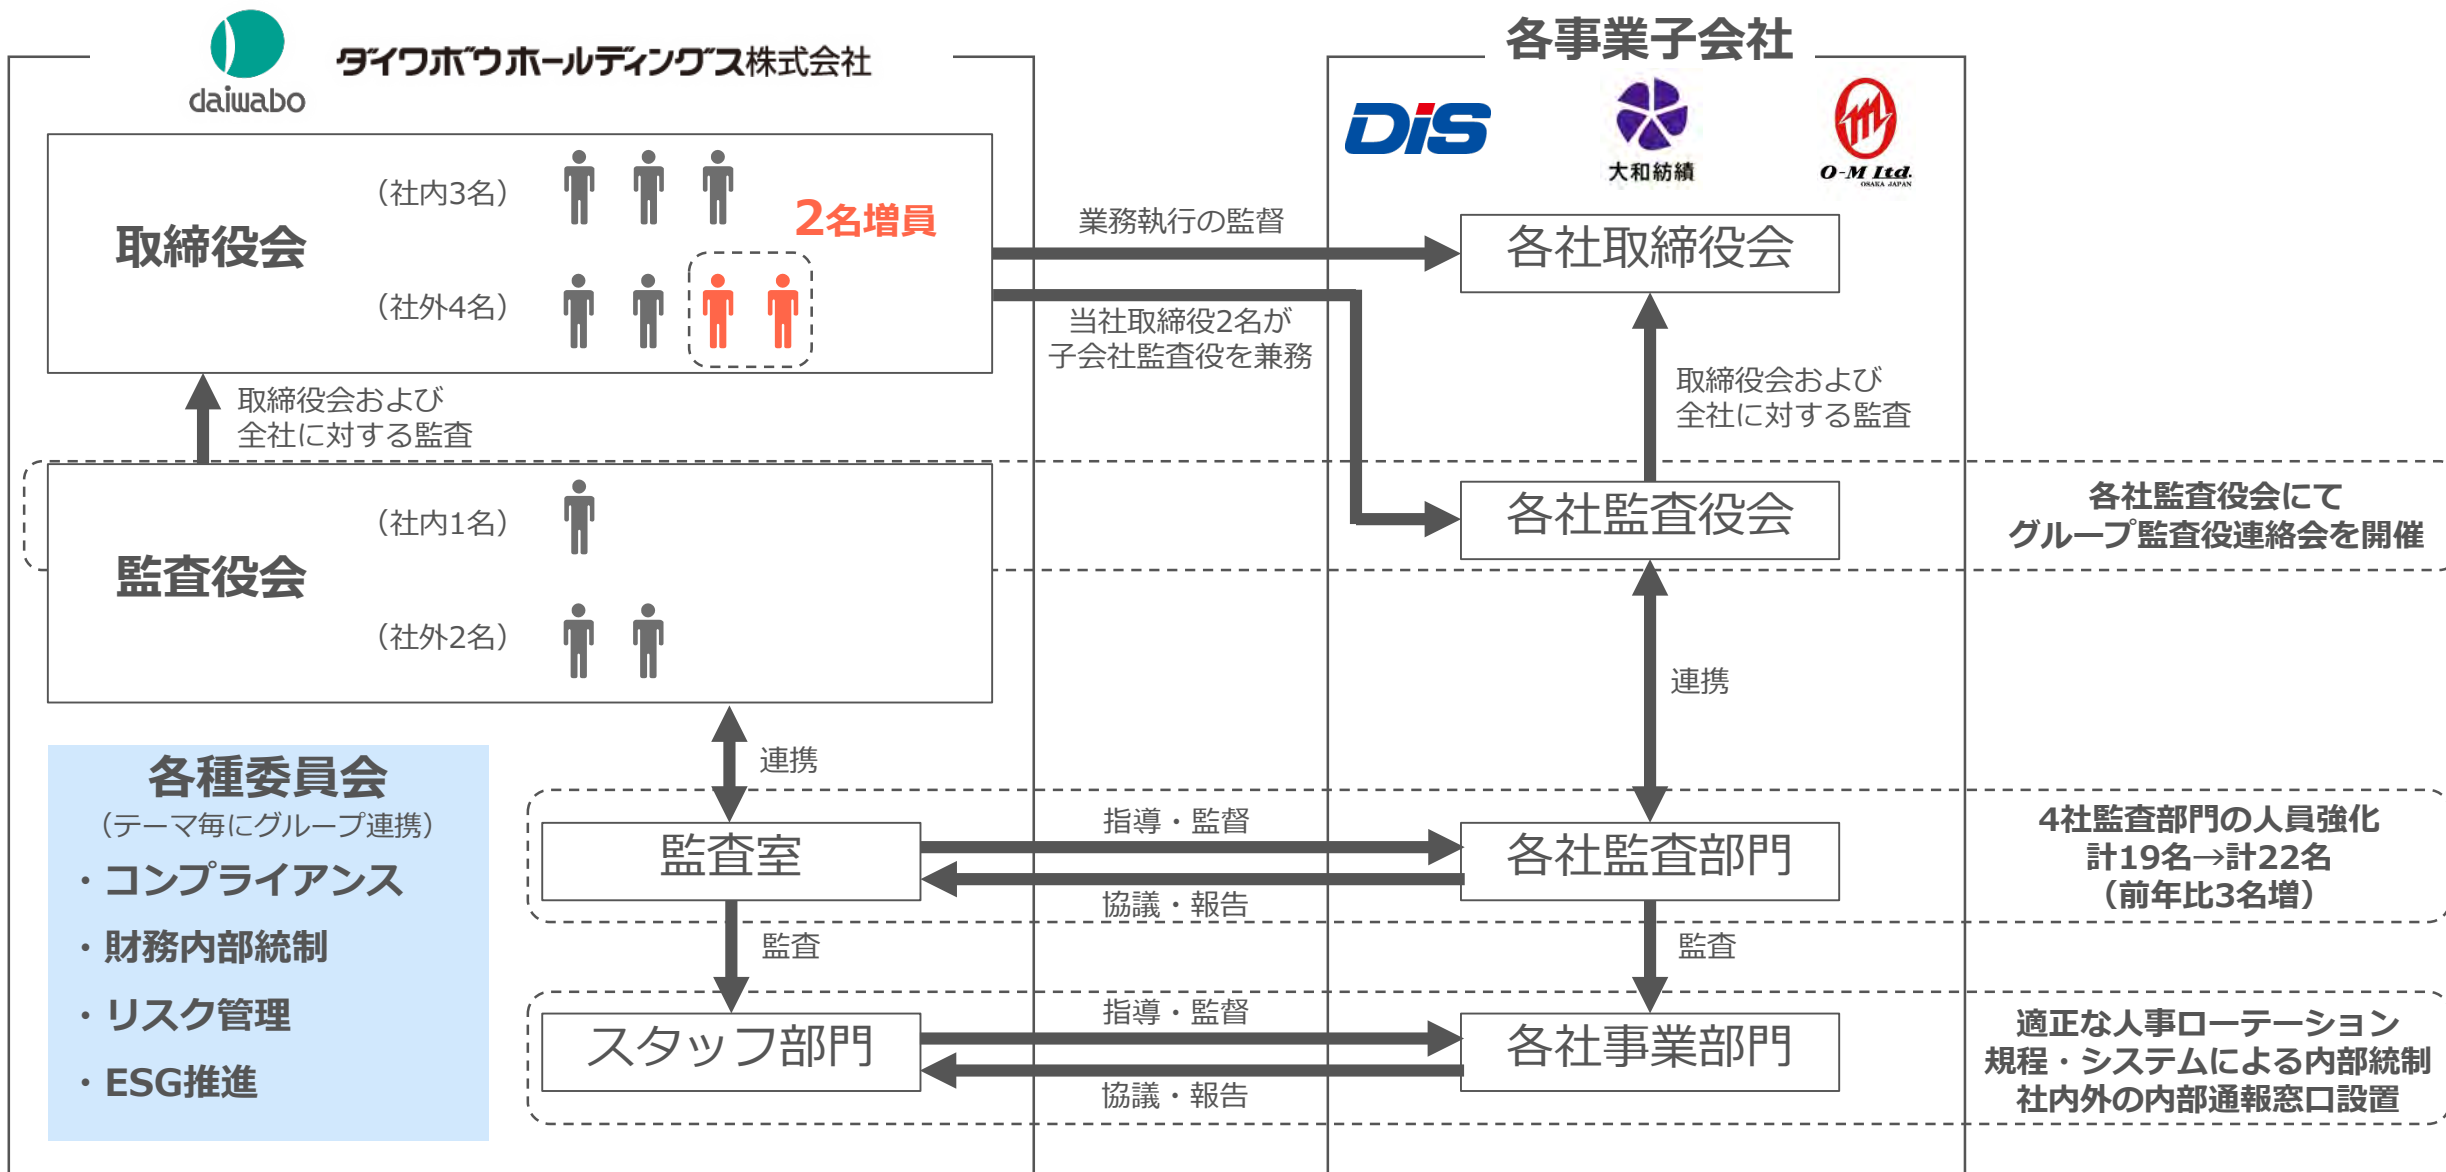 daiwabo
ダイワボウホールディングス株式会社
各事業子会社
DiS
大和紡績
O-M Ltd.
OSAKA JAPAN
取締役会
（社内3名）
2名増員
（社外4名）
業務執行の監督
当社取締役2名が
子会社監査役を兼務
各社取締役会
取締役会および
全社に対する監査
取締役会および
全社に対する監査
監査役会
（社内1名）
（社外2名）
各社監査役会
各社監査役会にて
グループ監査役連絡会を開催
連携
連携
各種委員会
（テーマ毎にグループ連携）
・コンプライアンス
・財務内部統制
・リスク管理
・ESG推進
監査室
指導・監督
協議・報告
各社監査部門
4社監査部門の人員強化
計19名→計22名
（前年比3名増）
監査
監査
スタッフ部門
指導・監督
協議・報告
各社事業部門
適正な人事ローテーション
規程・システムによる内部統制
社内外の内部通報窓口設置